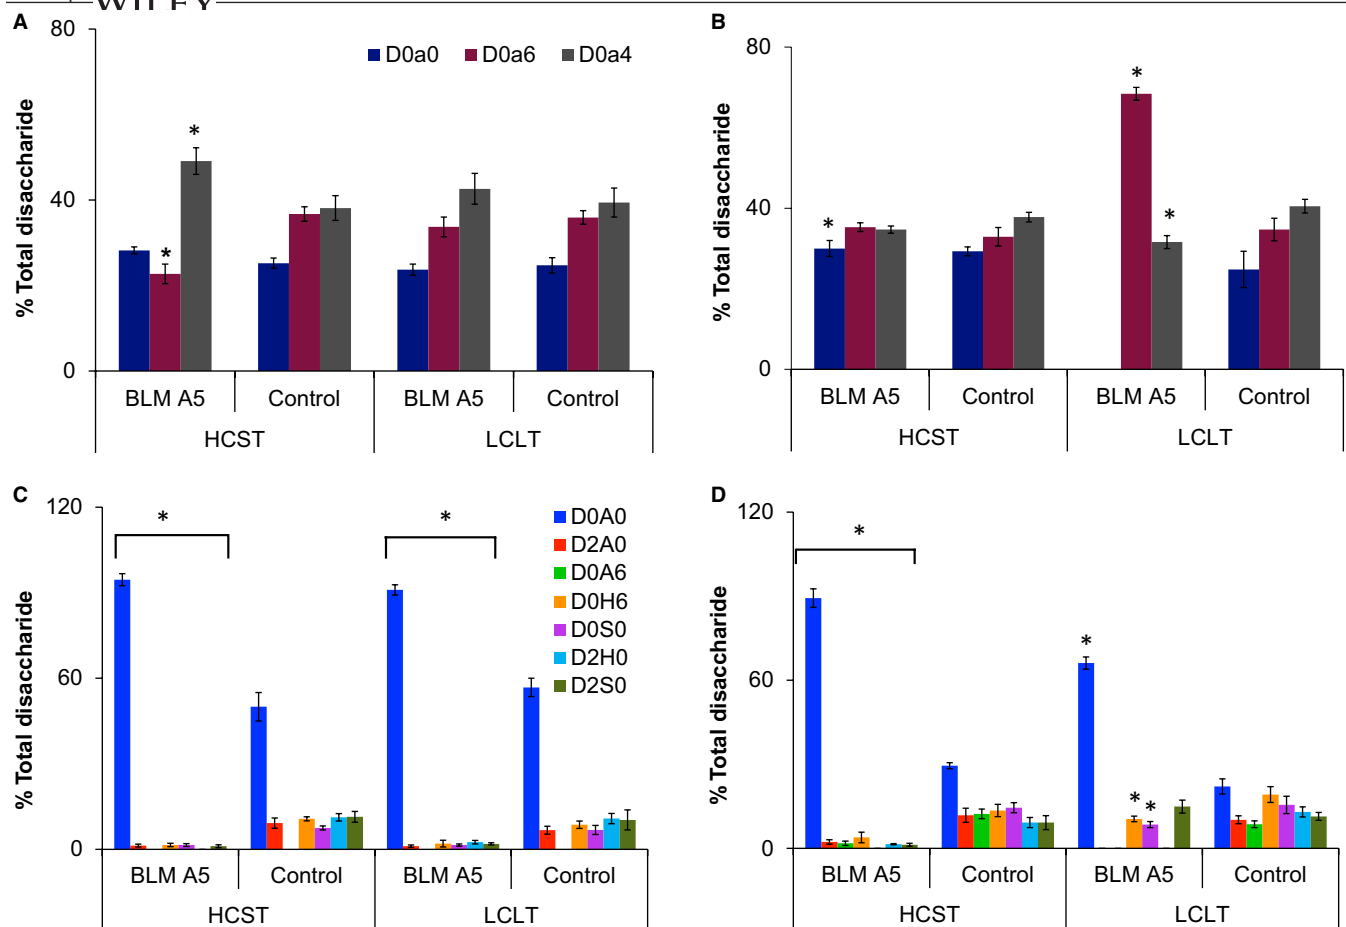 WILEY
A
80
40
0
% Total disaccharide
D0a0 D0a6 D0a4
*
*
BLM A5 Control BLM A5 Control
HCST LCLT
B
80
40
0
% Total disaccharide
*
*
*
BLM A5 Control BLM A5 Control
HCST LCLT
C
120
60
0
% Total disaccharide
* *
D0A0
D2A0
D0A6
D0H6
D0S0
D2H0
D2S0
BLM A5 Control BLM A5 Control
HCST LCLT
D
120
60
0
% Total disaccharide
*
*
* *
BLM A5 Control BLM A5 Control
HCST LCLT